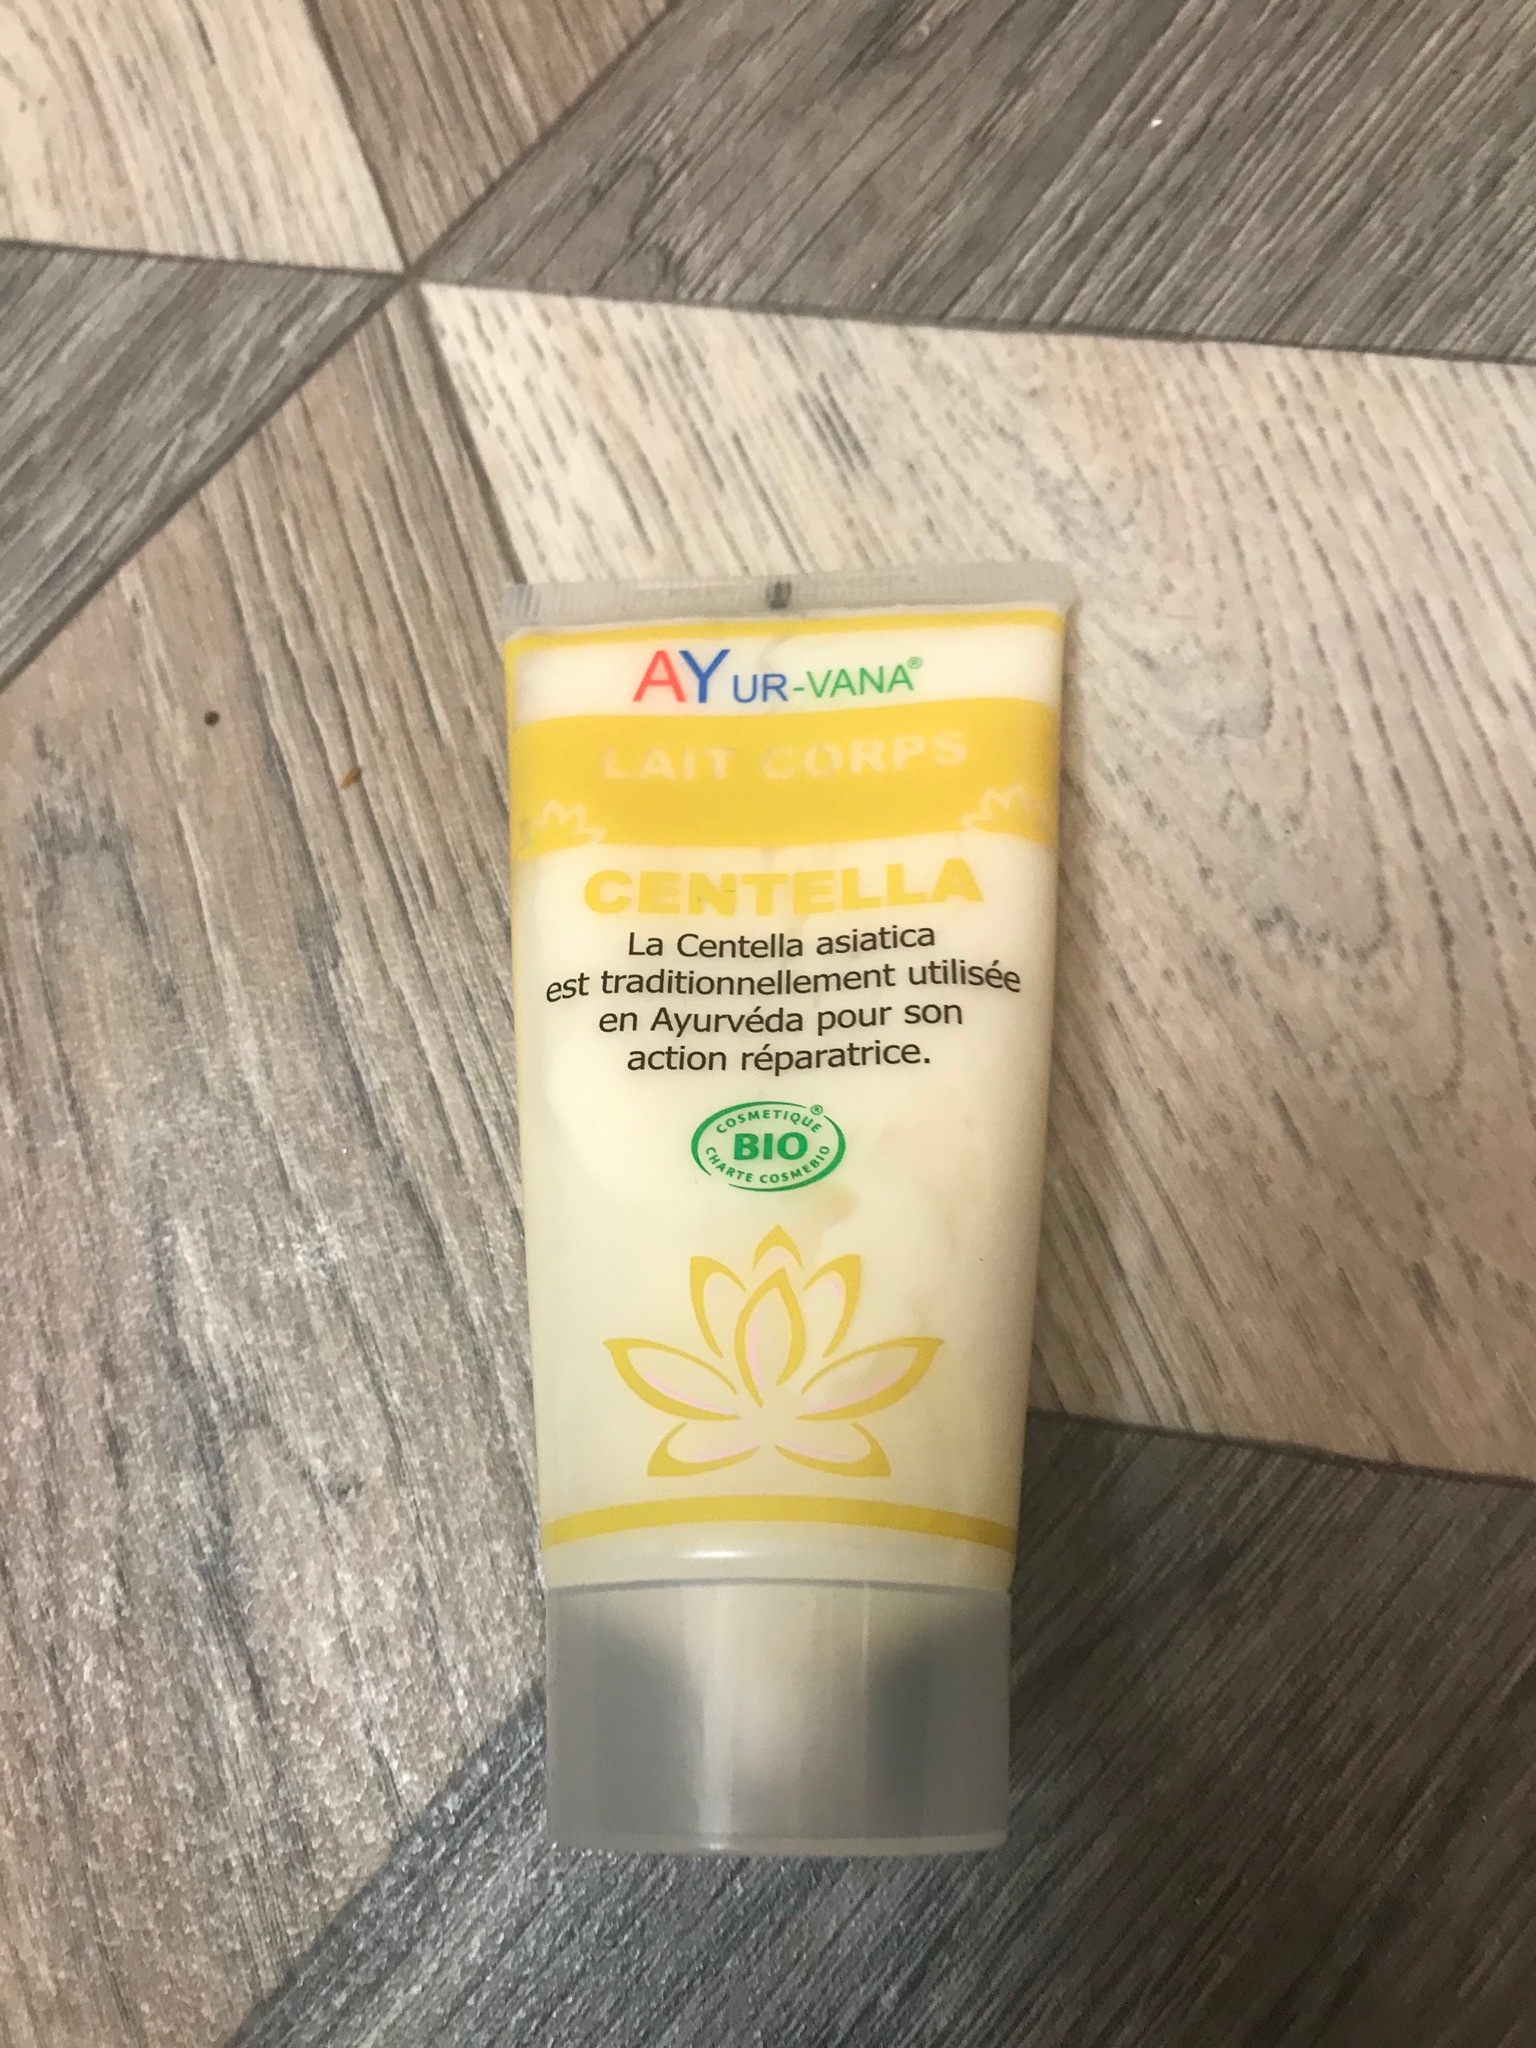 AYUR-VANA®
LAIT CORPS
CENTELLA
La Centella asiatica
est traditionnellement utilisée
en Ayurvéda pour son
action réparatrice.
COSMETIQUE ®
BIO
CHARTE COSMEBIO